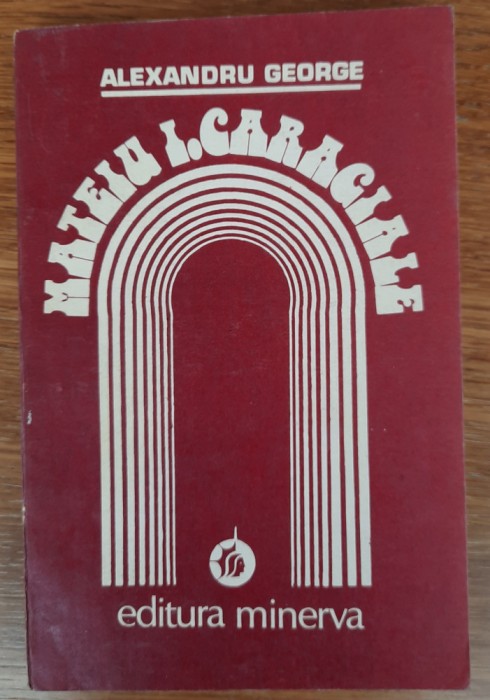 ALEXANDRU GEORGE
MATEIU I. CARAGIALE
editura minerva